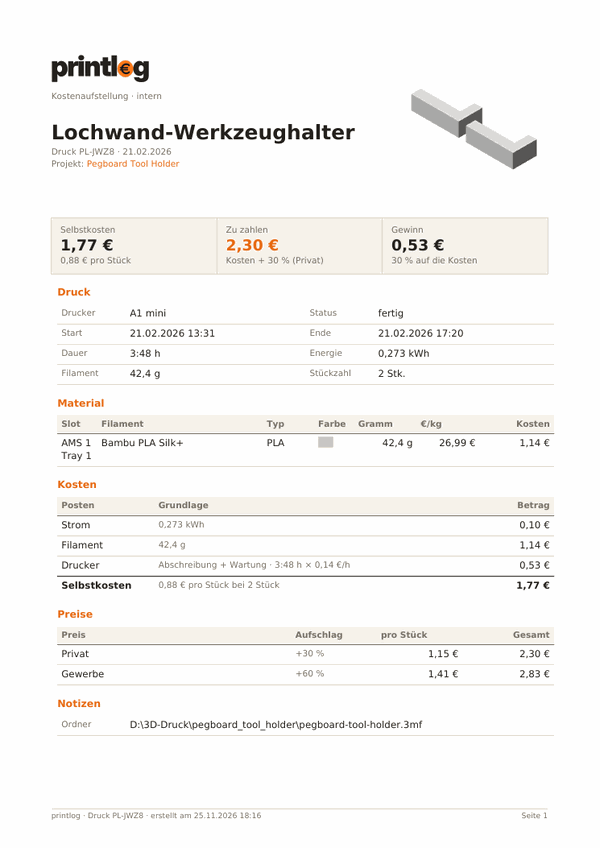 printlog
Kostenaufstellung · intern
Lochwand-Werkzeughalter
Druck PL-JWZ8 · 21.02.2026
Projekt: Pegboard Tool Holder
Selbstkosten Zu zahlen Gewinn
1,77 € 2,30 € 0,53 €
0,88 € pro Stück Kosten + 30 % (Privat) 30 % auf die Kosten
Druck
Drucker A1 mini Status fertig
Start 21.02.2026 13:31 Ende 21.02.2026 17:20
Dauer 3:48 h Energie 0,273 kWh
Filament 42,4 g Stückzahl 2 Stk.
Material
Slot Filament Typ Farbe Gramm €/kg Kosten
AMS 1 Bambu PLA Silk+ PLA 42,4 g 26,99 € 1,14 €
Tray 1
Kosten
Posten Grundlage Betrag
Strom 0,273 kWh 0,10 €
Filament 42,4 g 1,14 €
Drucker Abschreibung + Wartung · 3:48 h × 0,14 €/h 0,53 €
Selbstkosten 0,88 € pro Stück bei 2 Stück 1,77 €
Preise
Preis Aufschlag pro Stück Gesamt
Privat +30 % 1,15 € 2,30 €
Gewerbe +60 % 1,41 € 2,83 €
Notizen
Ordner D:\3D-Druck\pegboard_tool_holder\pegboard-tool-holder.3mf
printlog · Druck PL-JWZ8 · erstellt am 25.11.2026 18:16 Seite 1